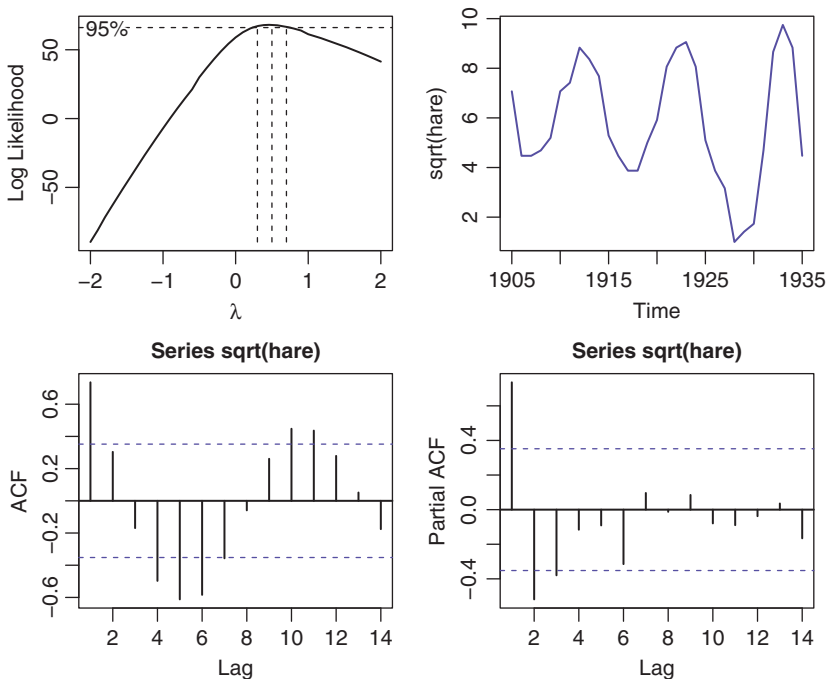 Log Likelihood
50
0
−50
95%
−2 −1 0 1 2
λ
sqrt(hare)
10
8
6
4
2
1905 1915 1925 1935
Time
Series sqrt(hare)
ACF
0.6
0.2
−0.2
−0.6
2 4 6 8 10 12 14
Lag
Series sqrt(hare)
Partial ACF
0.4
0.0
−0.4
2 4 6 8 10 12 14
Lag